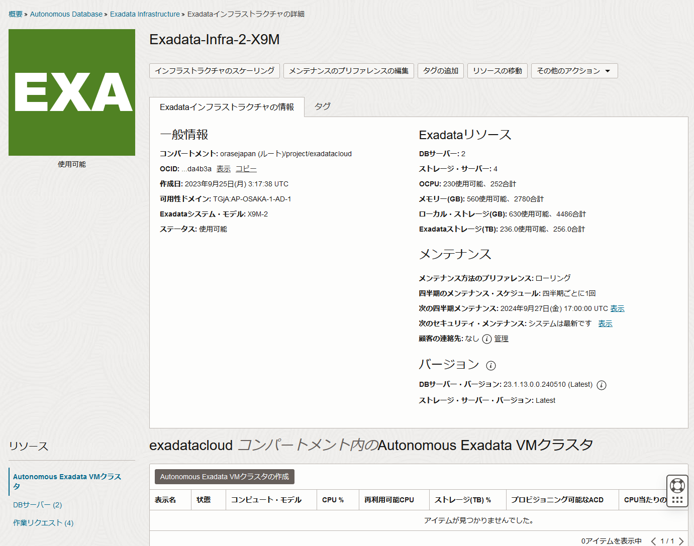 概要 » Autonomous Database » Exadata infrastructure » Exadataインフラストラクチャの詳細
EXA
使用可能
Exadata-Infra-2-X9M
インフラストラクチャのスケーリング メンテナンスのプリファレンスの編集 タグの追加 リソースの移動 その他のアクション
Exadataインフラストラクチャの情報 タグ
一般情報
コンパートメント: orasejapan (ルート)/project/exadatacloud
OCID: ...da4b3a 表示 コピー
作成日: 2023年9月25日(月) 3:17:38 UTC
可用性ドメイン: TGjA:AP-OSAKA-1-AD-1
Exadataシステム・モデル: X9M-2
ステータス: 使用可能
Exadataリソース
DBサーバー: 2
ストレージ・サーバー: 4
OCPU: 230使用可能、252合計
メモリー(GB): 560使用可能、2780合計
ローカル・ストレージ(GB): 630使用可能、4486合計
Exadataストレージ(TB): 236.0使用可能、256.0合計
メンテナンス
メンテナンス方法のプリファレンス: ローリング
四半期のメンテナンス・スケジュール: 四半期ごとに1回
次の四半期メンテナンス: 2024年9月27日(金) 17:00:00 UTC 表示
次のセキュリティ・メンテナンス: システムは最新です 表示
顧客の連絡先: なし 管理
バージョン
DBサーバー・バージョン: 23.1.13.0.0.240510 (Latest)
ストレージ・サーバー・バージョン: Latest
リソース
Autonomous Exadata VMクラスタ
DBサーバー (2)
作業リクエスト (4)
exadatacloud コンパートメント内のAutonomous Exadata VMクラスタ
Autonomous Exadata VMクラスタの作成
表示名 状態 コンピュート・モデル CPU % 再利用可能CPU ストレージ(TB) % プロビジョニング可能なACD CPU当たりの
アイテムが見つかりませんでした。
0アイテムを表示中 1 / 1